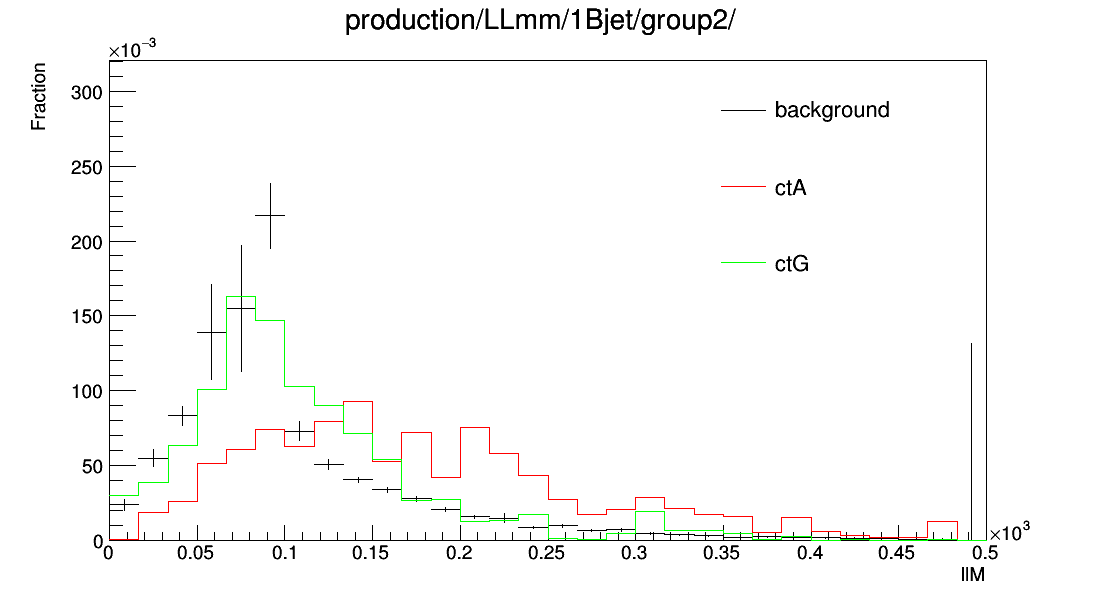 production/LLmm/1Bjet/group2/
×10⁻³
Fraction
300
250
200
150
100
50
0
background
ctA
ctG
0 0.05 0.1 0.15 0.2 0.25 0.3 0.35 0.4 0.45 0.5
×10³
llM